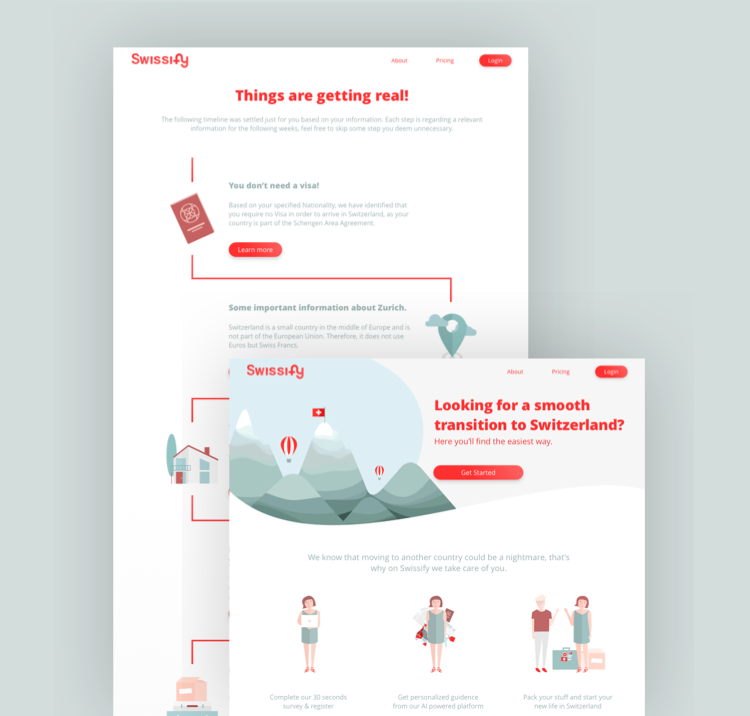 Swissify
About
Pricing
Login
Things are getting real!
The following timeline was settled just for you based on your information. Each step is regarding a relevant
information for the following weeks, feel free to skip some step you deem unnecessary.
You don't need a visa!
Based on your specified Nationality, we have identified that
you require no Visa in order to arrive in Switzerland, as your
country is part of the Schengen Area Agreement.
Learn more
Some important information about Zurich.
Switzerland is a small country in the middle of Europe and is
not part of the European Union. Therefore, it does not use
Euros but Swiss Francs.
Swissify
About
Pricing
Login
Looking for a smooth
transition to Switzerland?
Here you'll find the easiest way.
Get Started
We know that moving to another country could be a nightmare, that's
why on Swissify we take care of you.
Complete our 30 seconds
survey & register
Get personalized guidence
from our AI powered platform
Pack your stuff and start your
new life in Switzerland